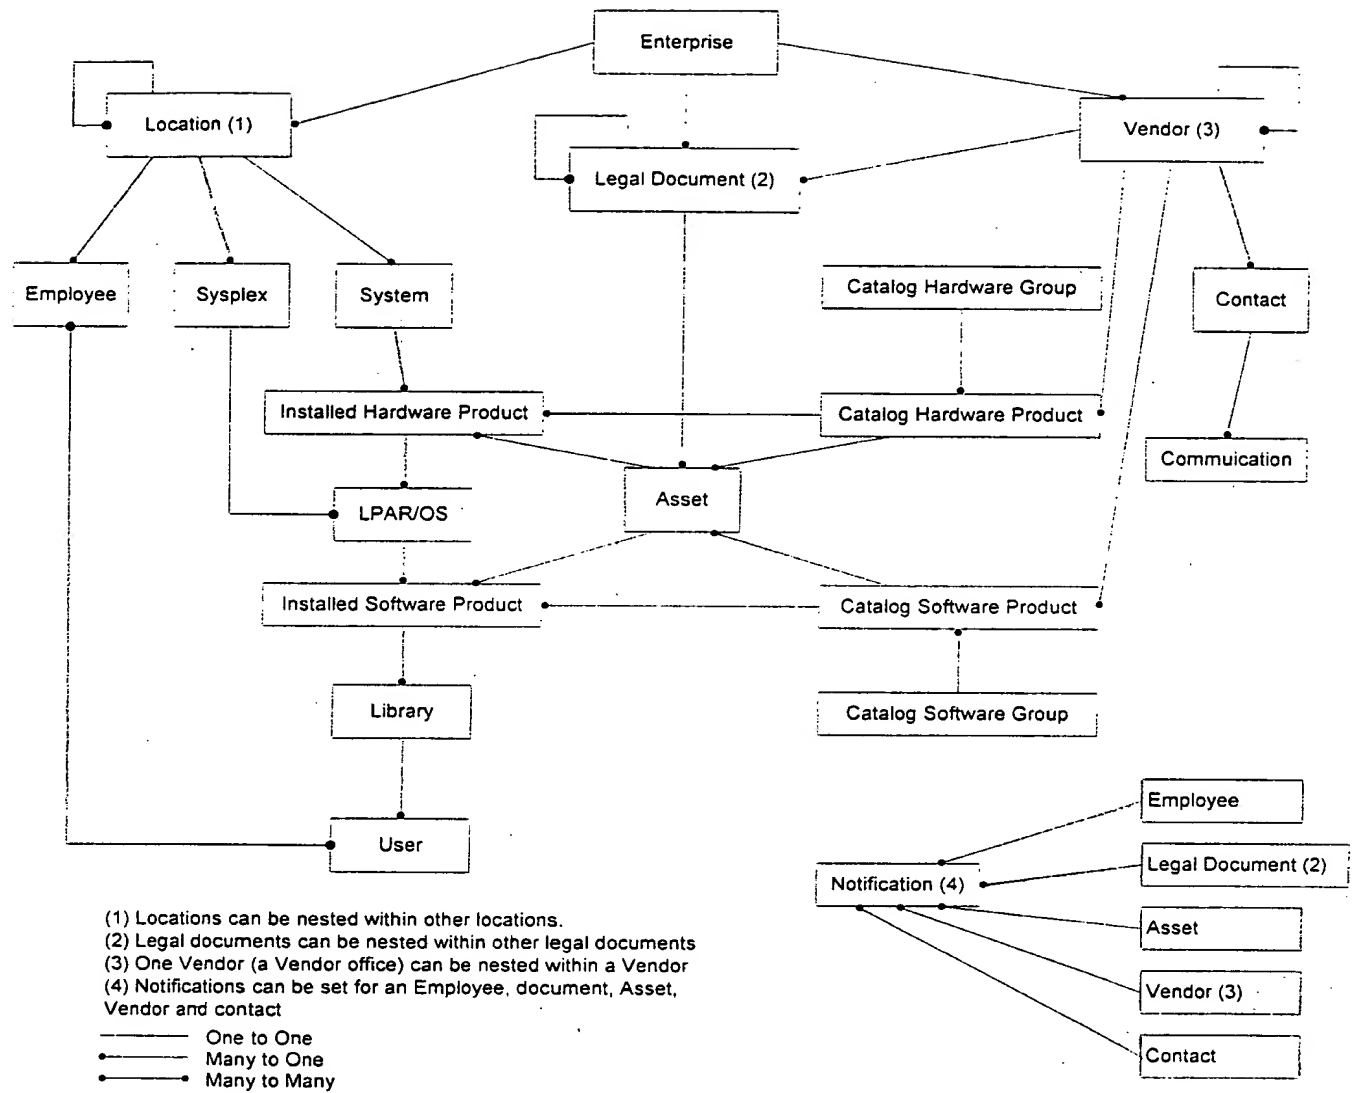 Enterprise
Location (1)
Vendor (3)
Legal Document (2)
Employee
Sysplex
System
Catalog Hardware Group
Contact
Installed Hardware Product
Catalog Hardware Product
Commuication
Asset
LPAR/OS
Installed Software Product
Catalog Software Product
Library
Catalog Software Group
User
Employee
Legal Document (2)
Notification (4)
Asset
Vendor (3)
Contact
(1) Locations can be nested within other locations.
(2) Legal documents can be nested within other legal documents
(3) One Vendor (a Vendor office) can be nested within a Vendor
(4) Notifications can be set for an Employee, document, Asset,
Vendor and contact
One to One
Many to One
Many to Many